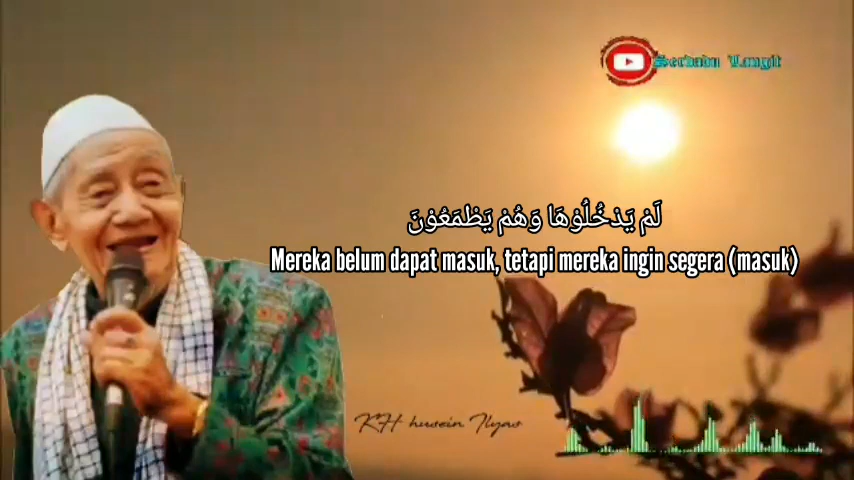 Serdadu Langit
لَمْ يَدْخُلُوْهَا وَهُمْ يَطْمَعُوْنَ
Mereka belum dapat masuk, tetapi mereka ingin segera (masuk)
KH husein Ilyas